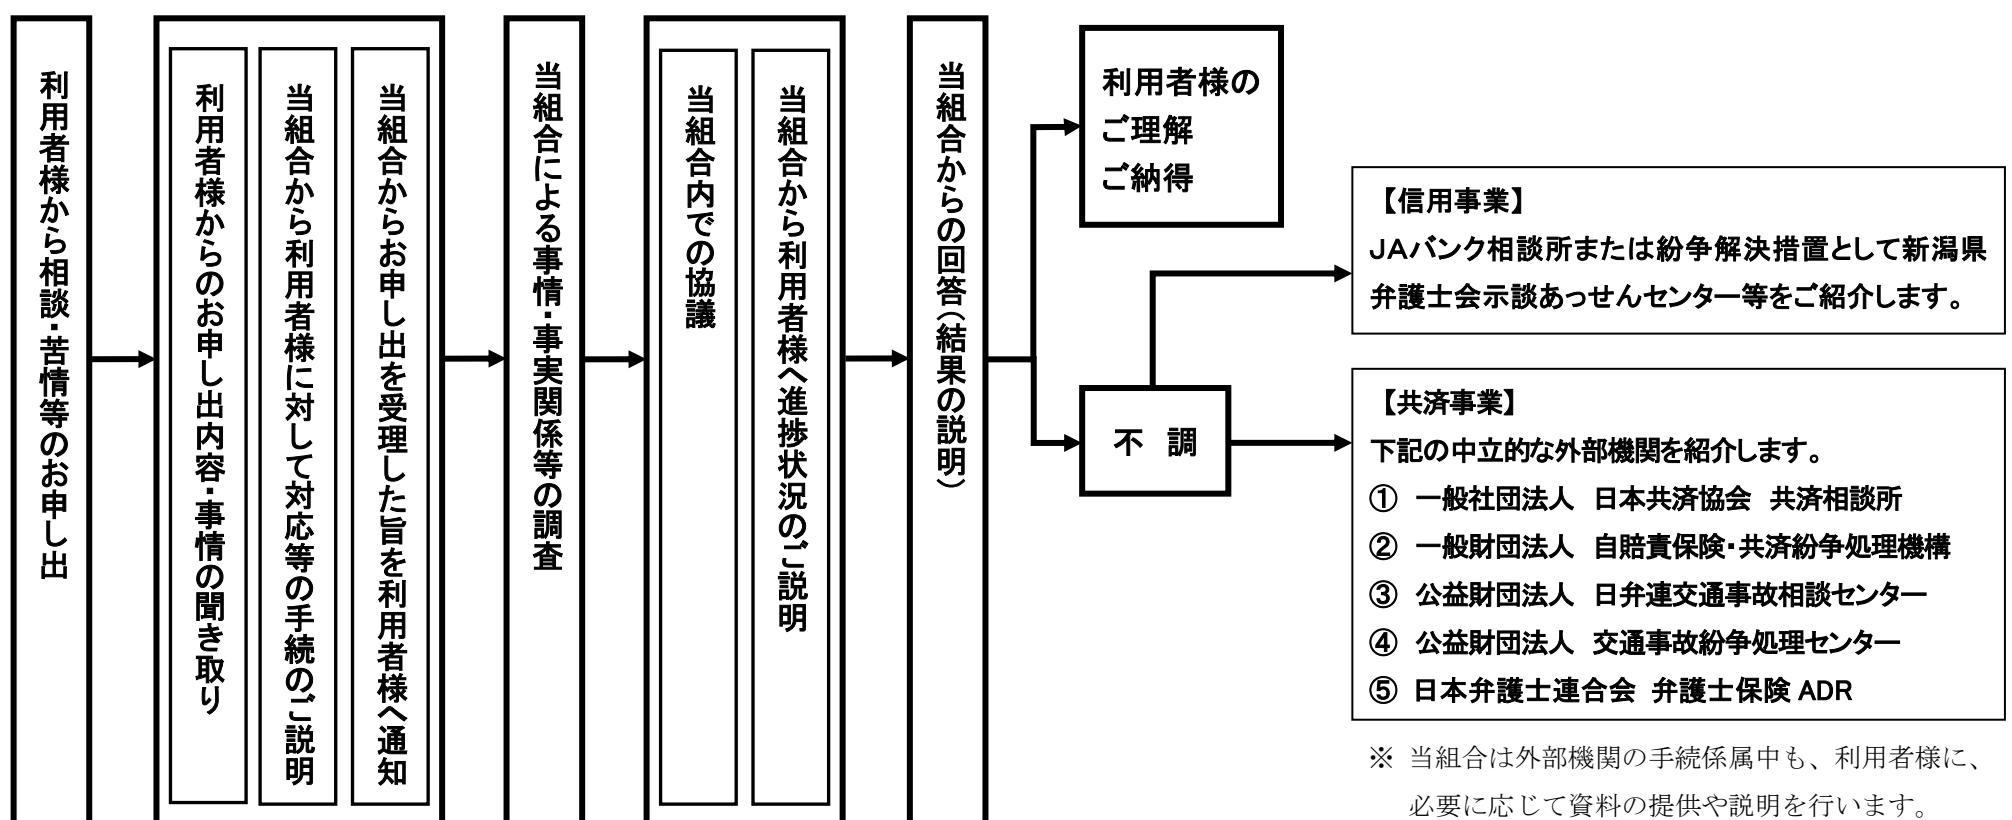 利用者様から相談・苦情等のお申し出
利用者様からのお申し出内容・事情の聞き取り
当組合から利用者様に対して対応等の手続のご説明
当組合からお申し出を受理した旨を利用者様へ通知
当組合による事情・事実関係等の調査
当組合内での協議
当組合から利用者様へ進捗状況のご説明
当組合からの回答(結果の説明)
利用者様の
ご理解
ご納得
不 調
【信用事業】
JAバンク相談所または紛争解決措置として新潟県
弁護士会示談あっせんセンター等をご紹介します。
【共済事業】
下記の中立的な外部機関を紹介します。
① 一般社団法人 日本共済協会 共済相談所
② 一般財団法人 自賠責保険・共済紛争処理機構
③ 公益財団法人 日弁連交通事故相談センター
④ 公益財団法人 交通事故紛争処理センター
⑤ 日本弁護士連合会 弁護士保険 ADR
※ 当組合は外部機関の手続係属中も、利用者様に、
必要に応じて資料の提供や説明を行います。